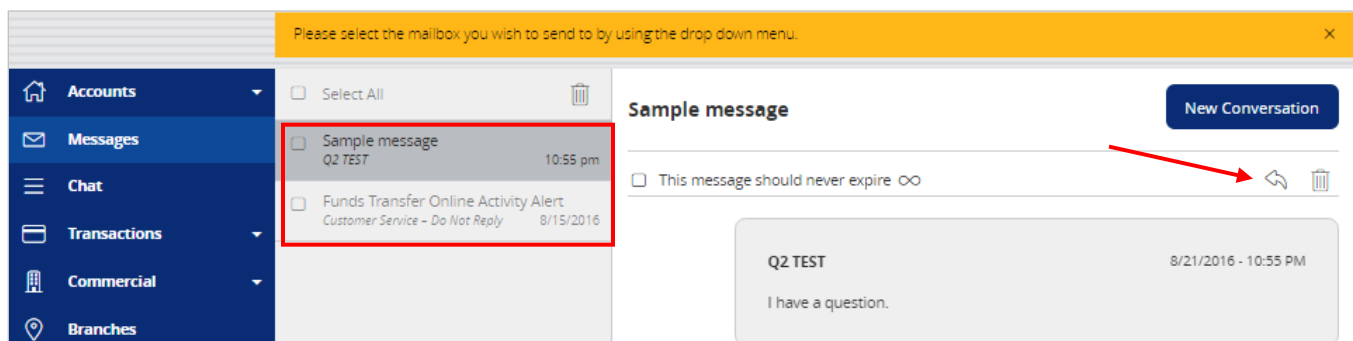 Please select the mailbox you wish to send to by using the drop down menu.
Accounts
Messages
Chat
Transactions
Commercial
Branches
Select All
Sample message
Q2 TEST 10:55 pm
Funds Transfer Online Activity Alert
Customer Service – Do Not Reply 8/15/2016
Sample message
New Conversation
This message should never expire
Q2 TEST 8/21/2016 - 10:55 PM
I have a question.